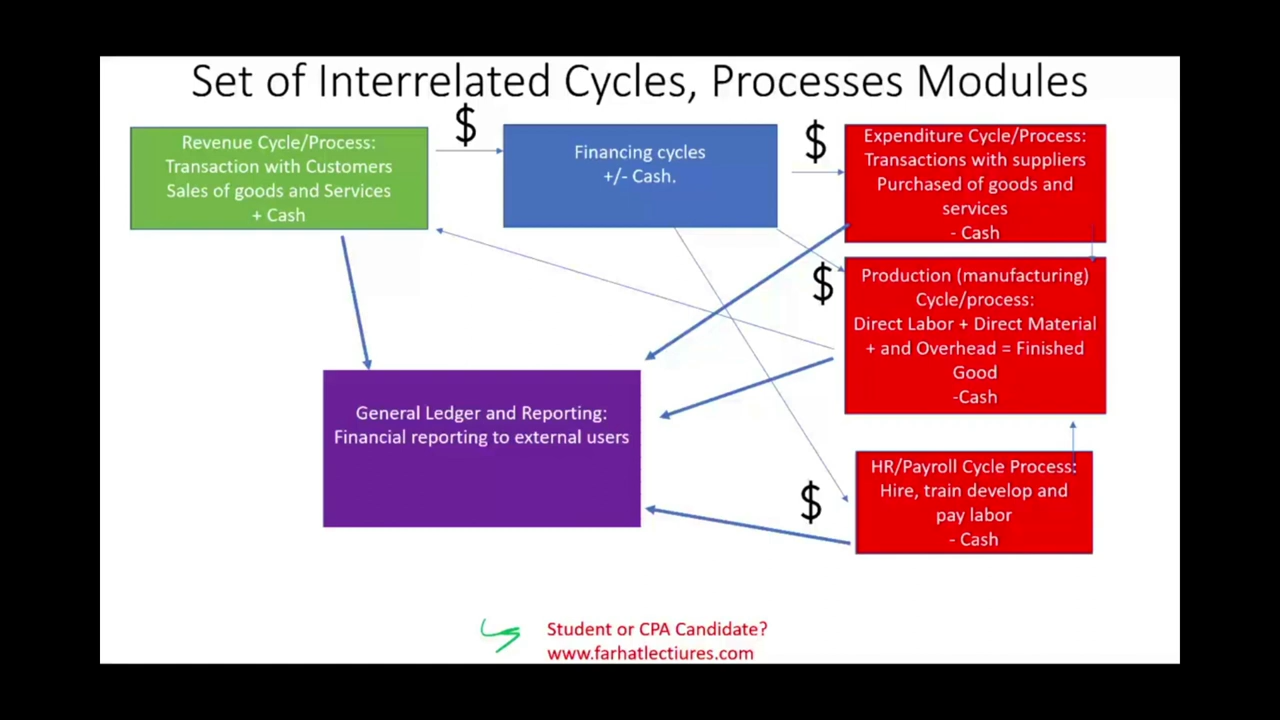 Set of Interrelated Cycles, Processes Modules
$
$
Revenue Cycle/Process:
Transaction with Customers
Sales of goods and Services
+ Cash
Financing cycles
+/- Cash.
Expenditure Cycle/Process:
Transactions with suppliers
Purchased of goods and
services
- Cash
$
Production (manufacturing)
Cycle/process:
Direct Labor + Direct Material
+ and Overhead = Finished
Good
-Cash
General Ledger and Reporting:
Financial reporting to external users
$
HR/Payroll Cycle Process:
Hire, train develop and
pay labor
- Cash
Student or CPA Candidate?
www.farhatlectiures.com